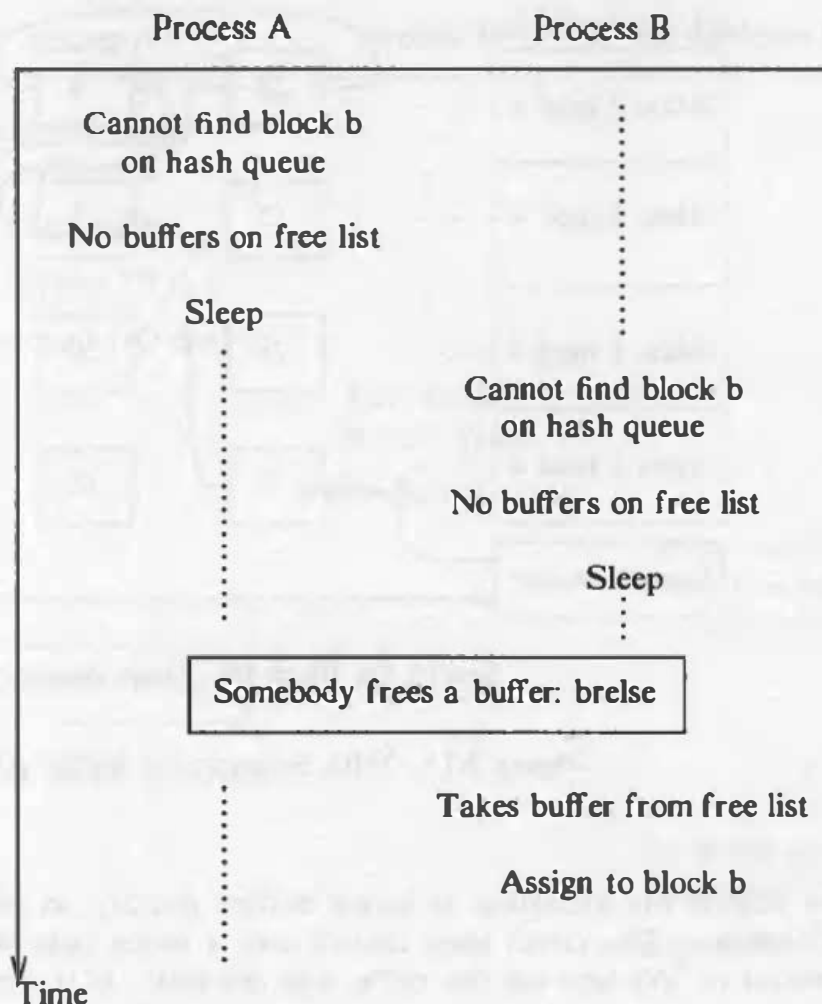 Process A
Process B
Cannot find block b
on hash queue
No buffers on free list
Sleep
Cannot find block b
on hash queue
No buffers on free list
Sleep
Somebody frees a buffer: brelse
Takes buffer from free list
Assign to block b
Time